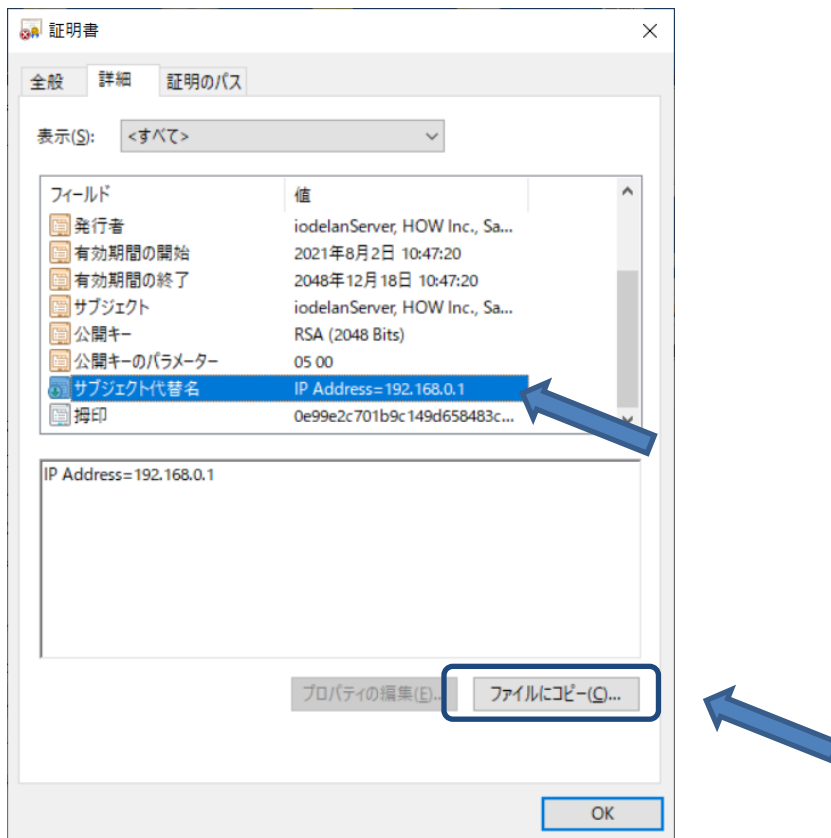 証明書
全般 詳細 証明のパス
表示(S): <すべて>
フィールド 値
発行者 iodelanServer, HOW Inc., Sa...
有効期間の開始 2021年8月2日 10:47:20
有効期間の終了 2048年12月18日 10:47:20
サブジェクト iodelanServer, HOW Inc., Sa...
公開キー RSA (2048 Bits)
公開キーのパラメーター 05 00
サブジェクト代替名 IP Address=192.168.0.1
拇印 0e99e2c701b9c149d658483c...
IP Address=192.168.0.1
プロパティの編集(E)... ファイルにコピー(C)...
OK